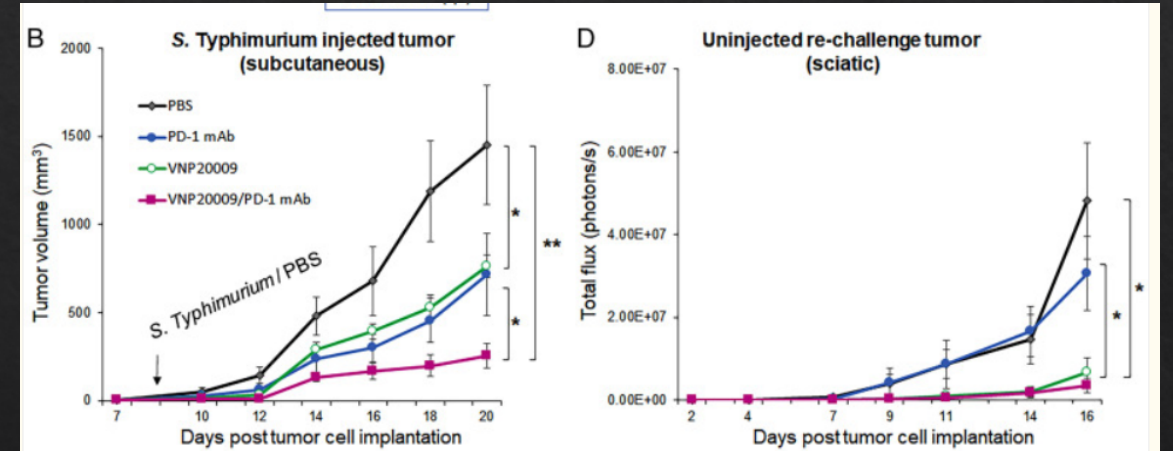 B
S. Typhimurium injected tumor
(subcutaneous)
2000
1500
1000
500
0
Tumor volume (mm³)
PBS
PD-1 mAb
VNP20009
VNP20009/PD-1 mAb
S. Typhimurium / PBS
*
**
*
7 10 12 14 16 18 20
Days post tumor cell implantation
D
Uninjected re-challenge tumor
(sciatic)
8.00E+07
6.00E+07
4.00E+07
2.00E+07
0.00E+00
Total flux (photons/s)
*
*
2 4 7 9 11 14 16
Days post tumor cell implantation